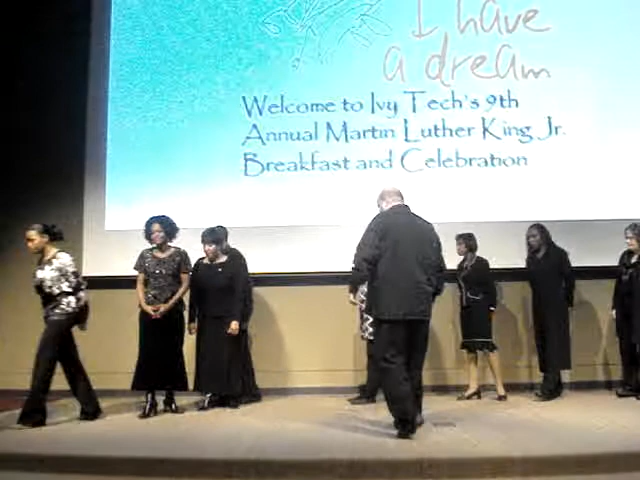 I have
a dream
Welcome to Ivy Tech's 9th
Annual Martin Luther King Jr.
Breakfast and Celebration